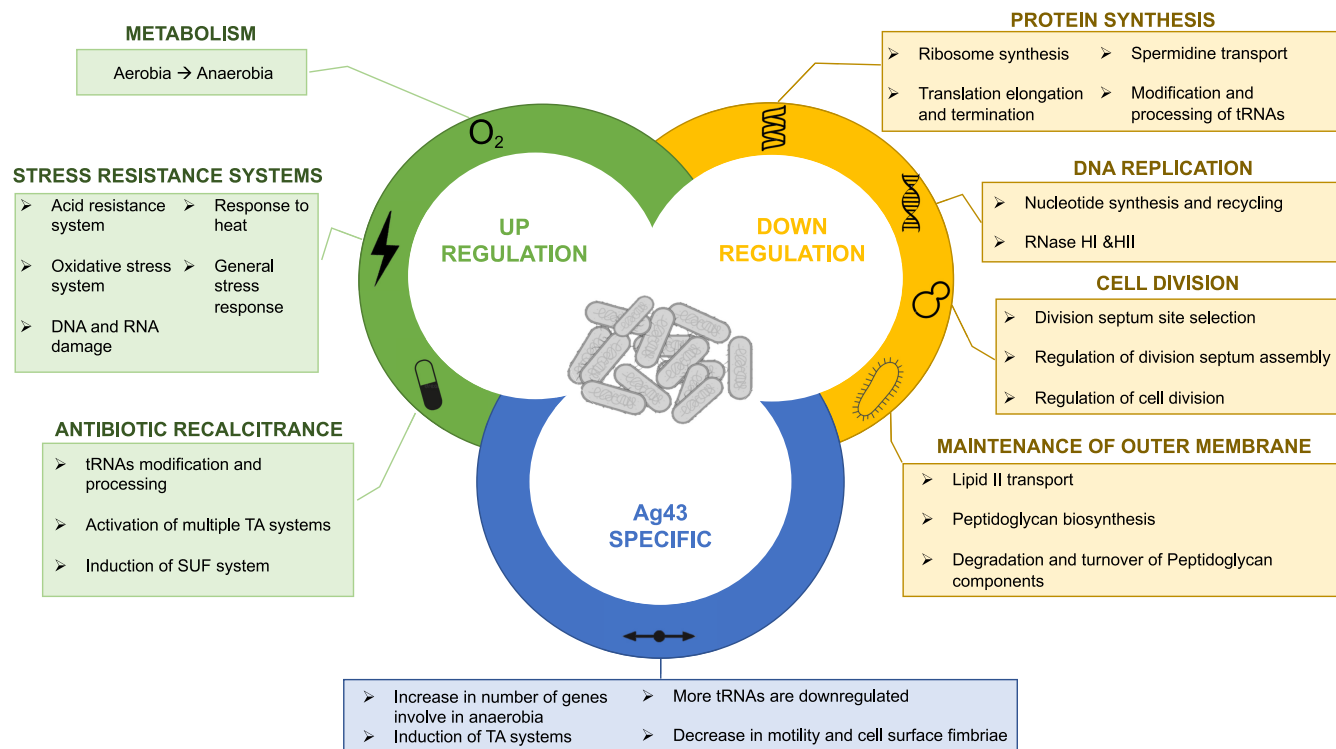 METABOLISM
Aerobia → Anaerobia
O2
STRESS RESISTANCE SYSTEMS
➢ Acid resistance
system
➢ Oxidative stress
system
➢ DNA and RNA
damage
➢ Response to
heat
➢ General
stress
response
ANTIBIOTIC RECALCITRANCE
➢ tRNAs modification and
processing
➢ Activation of multiple TA systems
➢ Induction of SUF system
UP
REGULATION
DOWN
REGULATION
Ag43
SPECIFIC
PROTEIN SYNTHESIS
➢ Ribosome synthesis
➢ Translation elongation
and termination
➢ Spermidine transport
➢ Modification and
processing of tRNAs
DNA REPLICATION
➢ Nucleotide synthesis and recycling
➢ RNase HI &HII
CELL DIVISION
➢ Division septum site selection
➢ Regulation of division septum assembly
➢ Regulation of cell division
MAINTENANCE OF OUTER MEMBRANE
➢ Lipid II transport
➢ Peptidoglycan biosynthesis
➢ Degradation and turnover of Peptidoglycan
components
➢ Increase in number of genes
involve in anaerobia
➢ Induction of TA systems
➢ More tRNAs are downregulated
➢ Decrease in motility and cell surface fimbriae